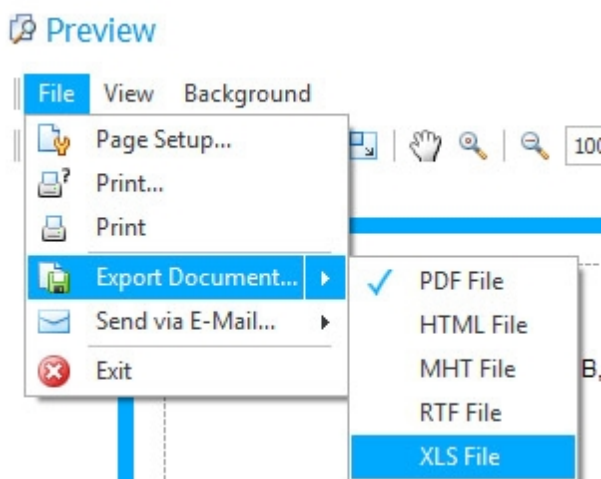 Preview
File View Background
Page Setup...
100
Print...
Print
Export Document...
PDF File
Send via E-Mail...
HTML File
Exit
MHT File
B,
RTF File
XLS File